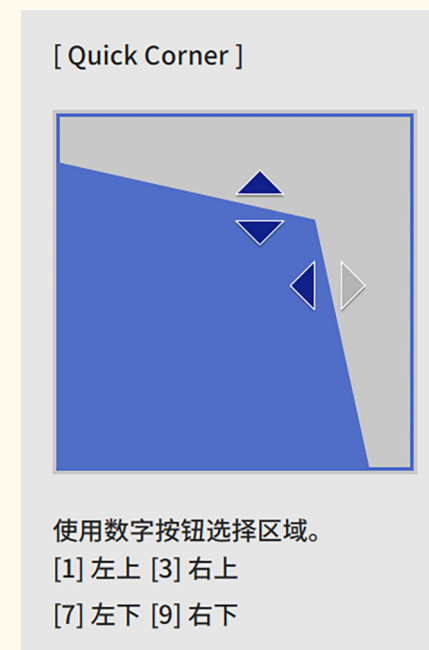 [ Quick Corner ]
使用数字按钮选择区域。
[1] 左上 [3] 右上
[7] 左下 [9] 右下